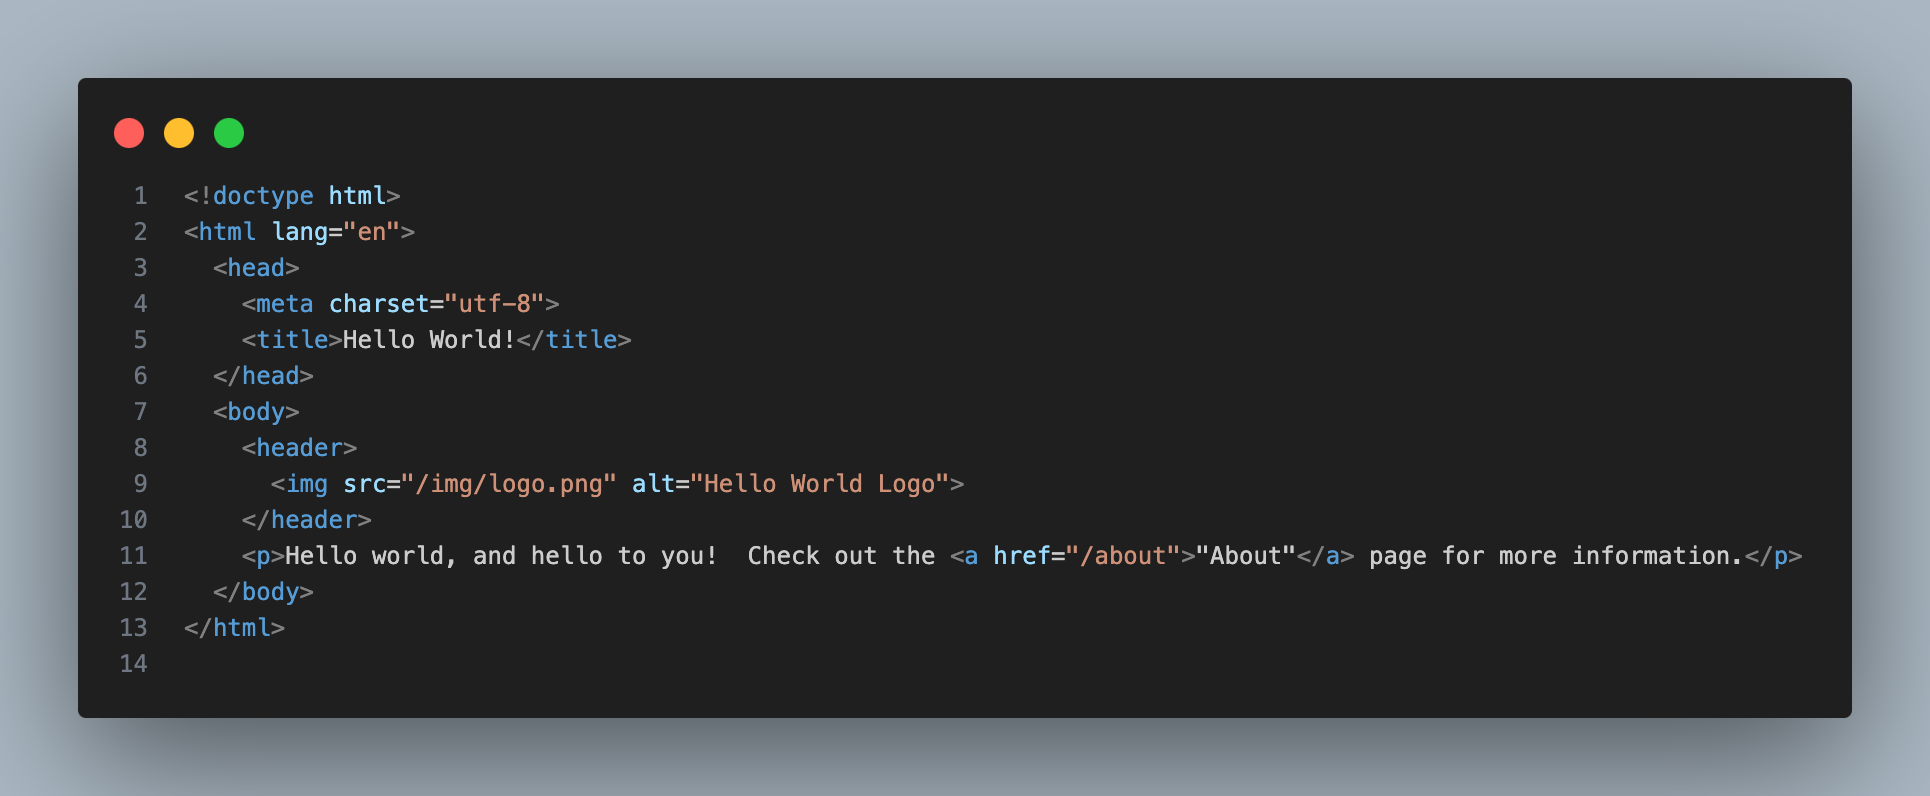 1 <!doctype html>
2 <html lang="en">
3   <head>
4     <meta charset="utf-8">
5     <title>Hello World!</title>
6   </head>
7   <body>
8     <header>
9       <img src="/img/logo.png" alt="Hello World Logo">
10     </header>
11     <p>Hello world, and hello to you!  Check out the <a href="/about">"About"</a> page for more information.</p>
12   </body>
13 </html>
14